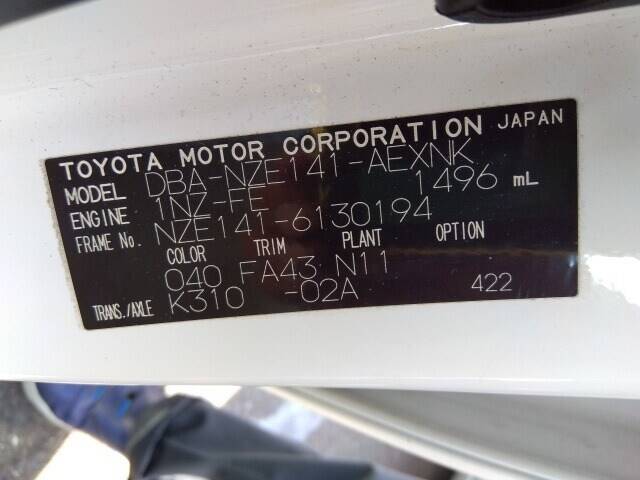 TOYOTA MOTOR CORPORATION JAPAN
MODEL DBA-NZE141-AEXNK
ENGINE 1NZ-FE 1496 mL
FRAME No. NZE141-6130194
COLOR TRIM PLANT OPTION
040 FA43 N11
TRANS./AXLE K310 -02A 422